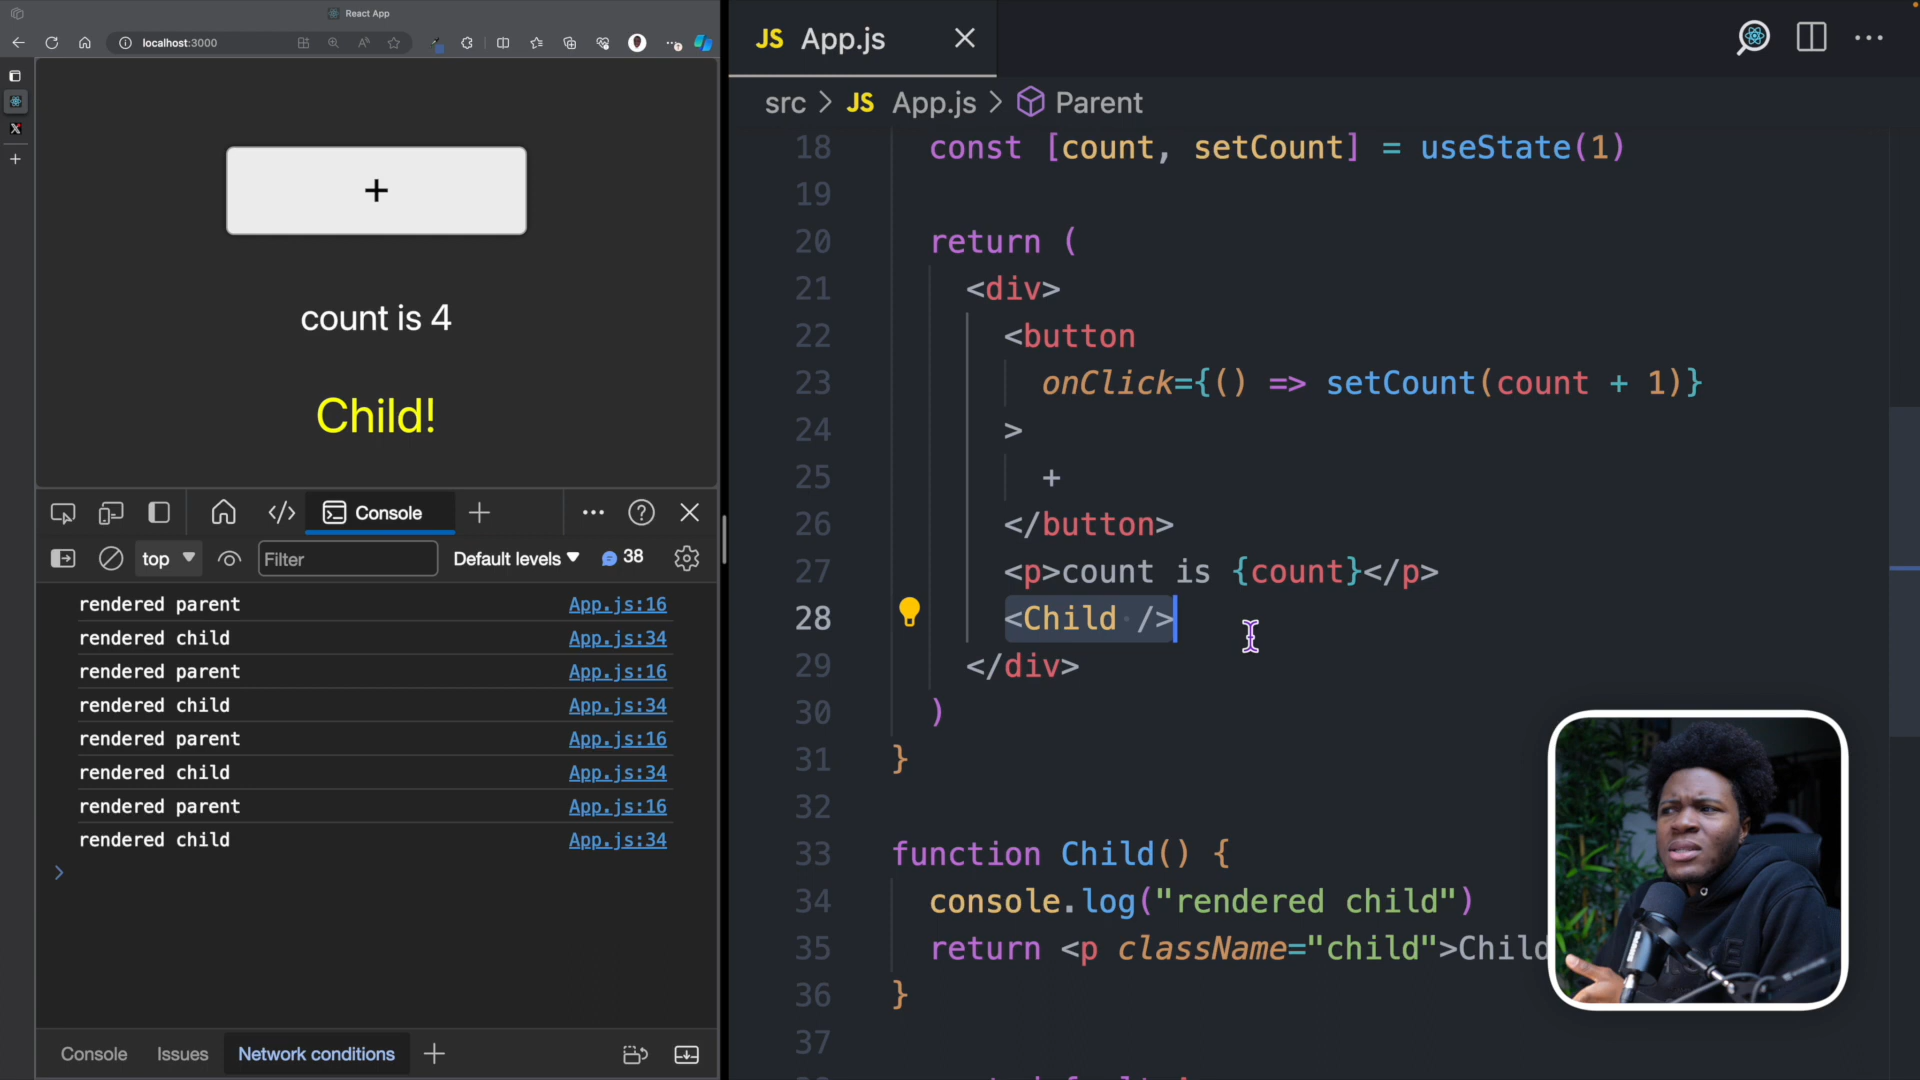 React App
localhost:3000
+
count is 4
Child!
Console
top
Filter
Default levels
38
rendered parent App.js:16
rendered child App.js:34
rendered parent App.js:16
rendered child App.js:34
rendered parent App.js:16
rendered child App.js:34
rendered parent App.js:16
rendered child App.js:34
>
Console Issues Network conditions
JS App.js
src > JS App.js > Parent
18 const [count, setCount] = useState(1)
19
20 return (
21 <div>
22 <button
23 onClick={() => setCount(count + 1)}
24 >
25 +
26 </button>
27 <p>count is {count}</p>
28 <Child />
29 </div>
30 )
31 }
32
33 function Child() {
34 console.log("rendered child")
35 return <p className="child">Child
36 }
37